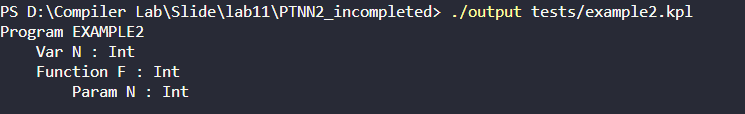 PS D:\Compiler Lab\Slide\lab11\PTNN2_incompleted> ./output tests/example2.kpl
Program EXAMPLE2
    Var N : Int
    Function F : Int
        Param N : Int